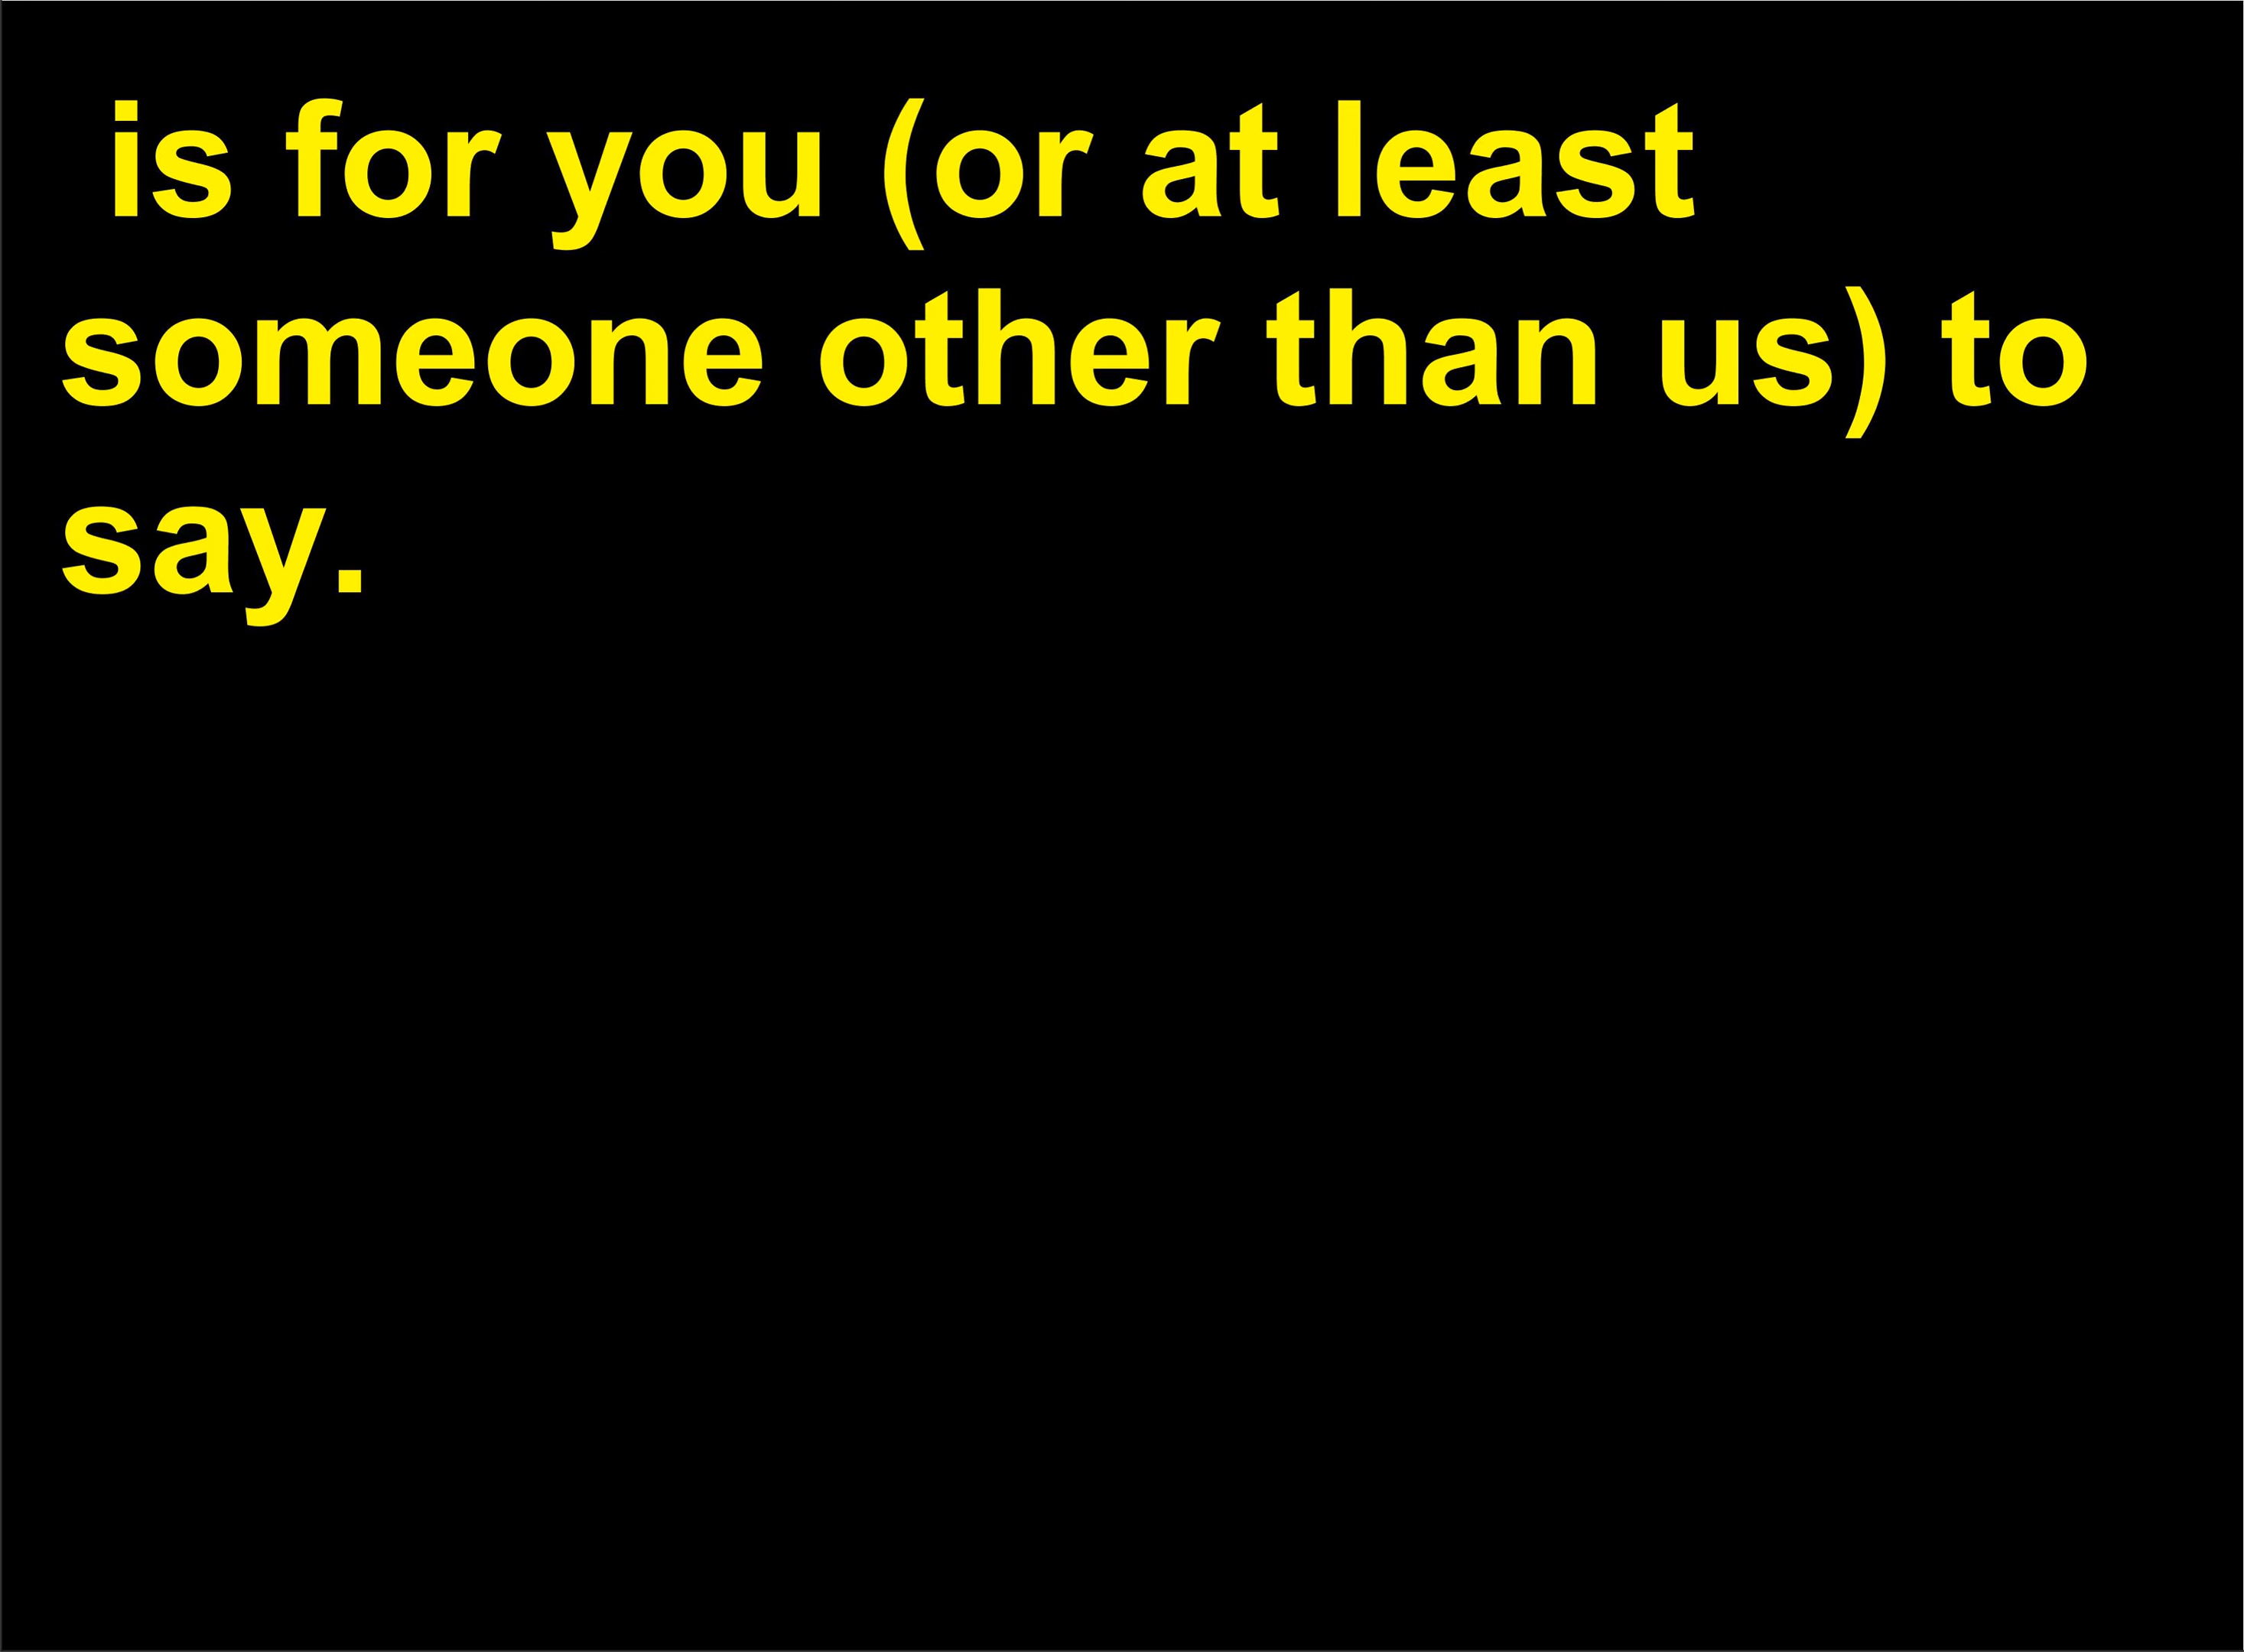 is for you (or at least
someone other than us) to
say.